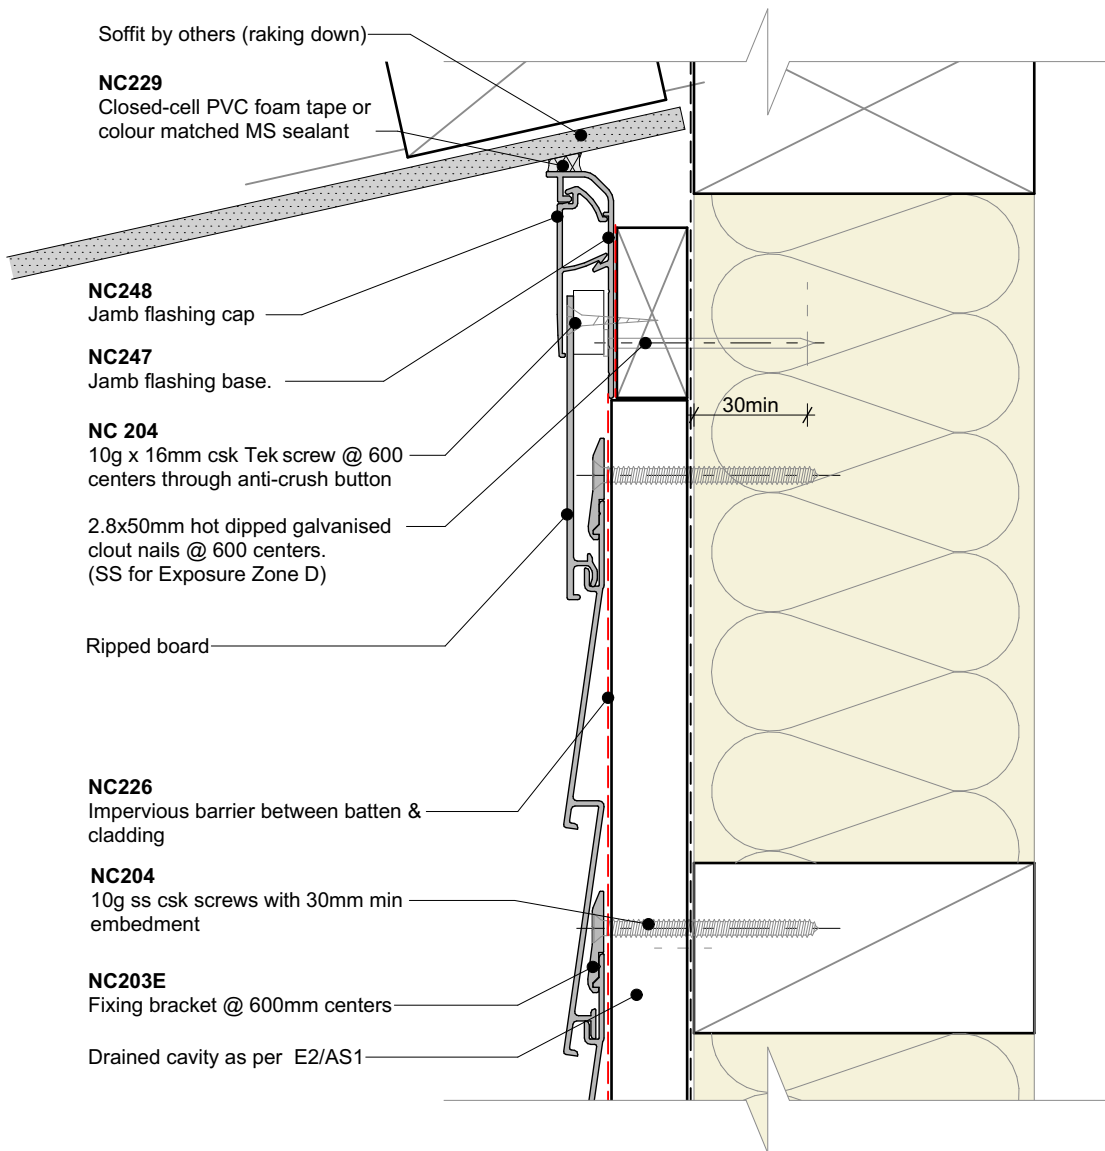 Soffit by others (raking down)
NC229
Closed-cell PVC foam tape or
colour matched MS sealant
NC248
Jamb flashing cap
NC247
Jamb flashing base.
NC 204
10g x 16mm csk Tek screw @ 600
centers through anti-crush button
30min
2.8x50mm hot dipped galvanised
clout nails @ 600 centers.
(SS for Exposure Zone D)
Ripped board
NC226
Impervious barrier between batten &
cladding
NC204
10g ss csk screws with 30mm min
embedment
NC203E
Fixing bracket @ 600mm centers
Drained cavity as per E2/AS1